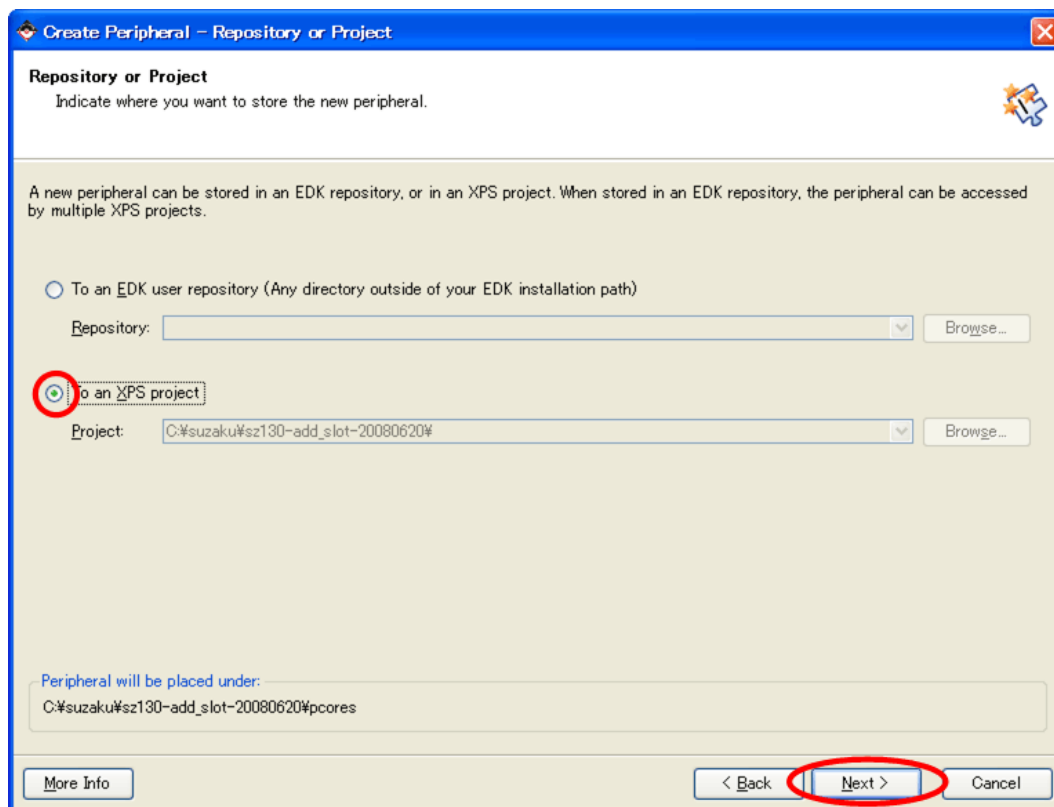 Create Peripheral - Repository or Project
Repository or Project
Indicate where you want to store the new peripheral.
A new peripheral can be stored in an EDK repository, or in an XPS project. When stored in an EDK repository, the peripheral can be accessed
by multiple XPS projects.
To an EDK user repository (Any directory outside of your EDK installation path)
Repository:
Browse...
To an XPS project
Project: C:¥suzaku¥sz130-add_slot-20080620¥ Browse...
Peripheral will be placed under:
C:¥suzaku¥sz130-add_slot-20080620¥pcores
More Info < Back Next > Cancel